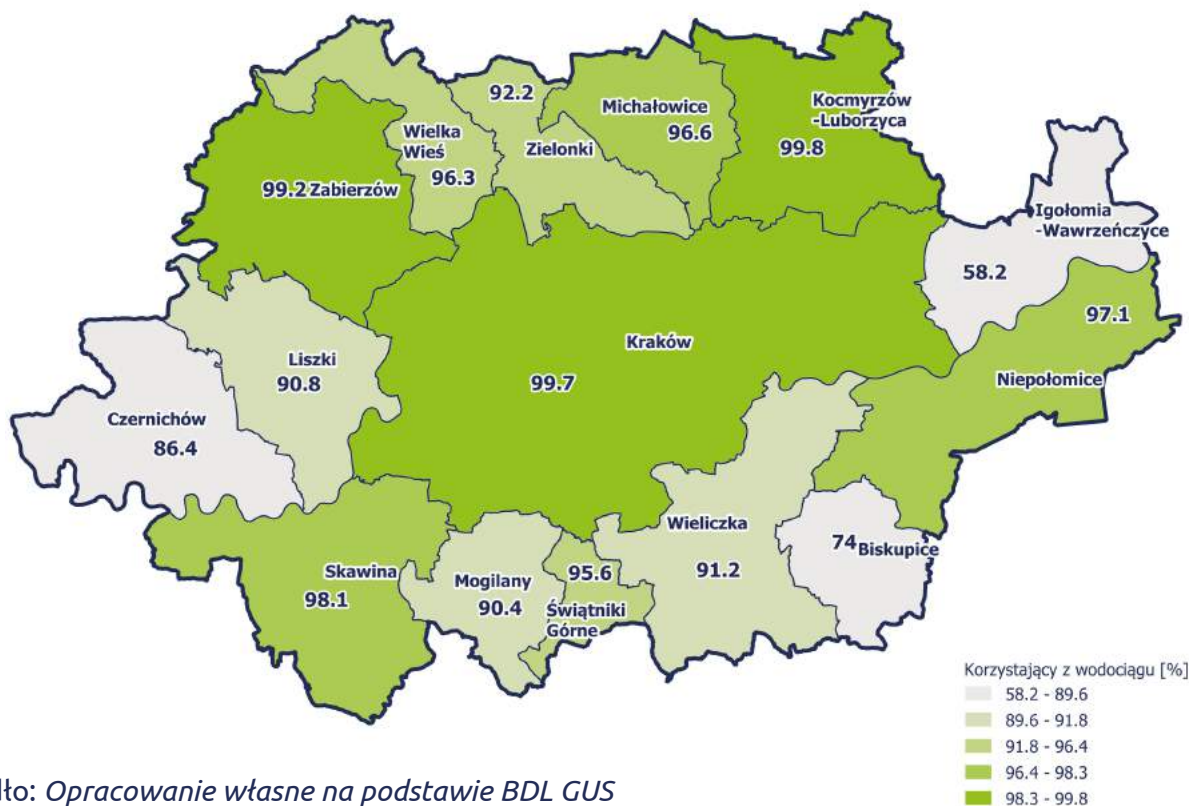 92.2
Michałowice
96.6
Kocmyrzów
-Luborzyca
99.8
Wielka
Wieś
96.3
Zielonki
99.2 Zabierzów
Igołomia
-Wawrzeńczyce
58.2
97.1
Niepołomice
Kraków
99.7
Liszki
90.8
Czernichów
86.4
Wieliczka
91.2
74 Biskupice
Skawina
98.1
Mogilany
90.4
95.6
Świątniki
Górne
Korzystający z wodociągu [%]
58.2 - 89.6
89.6 - 91.8
91.8 - 96.4
96.4 - 98.3
98.3 - 99.8
dło: Opracowanie własne na podstawie BDL GUS